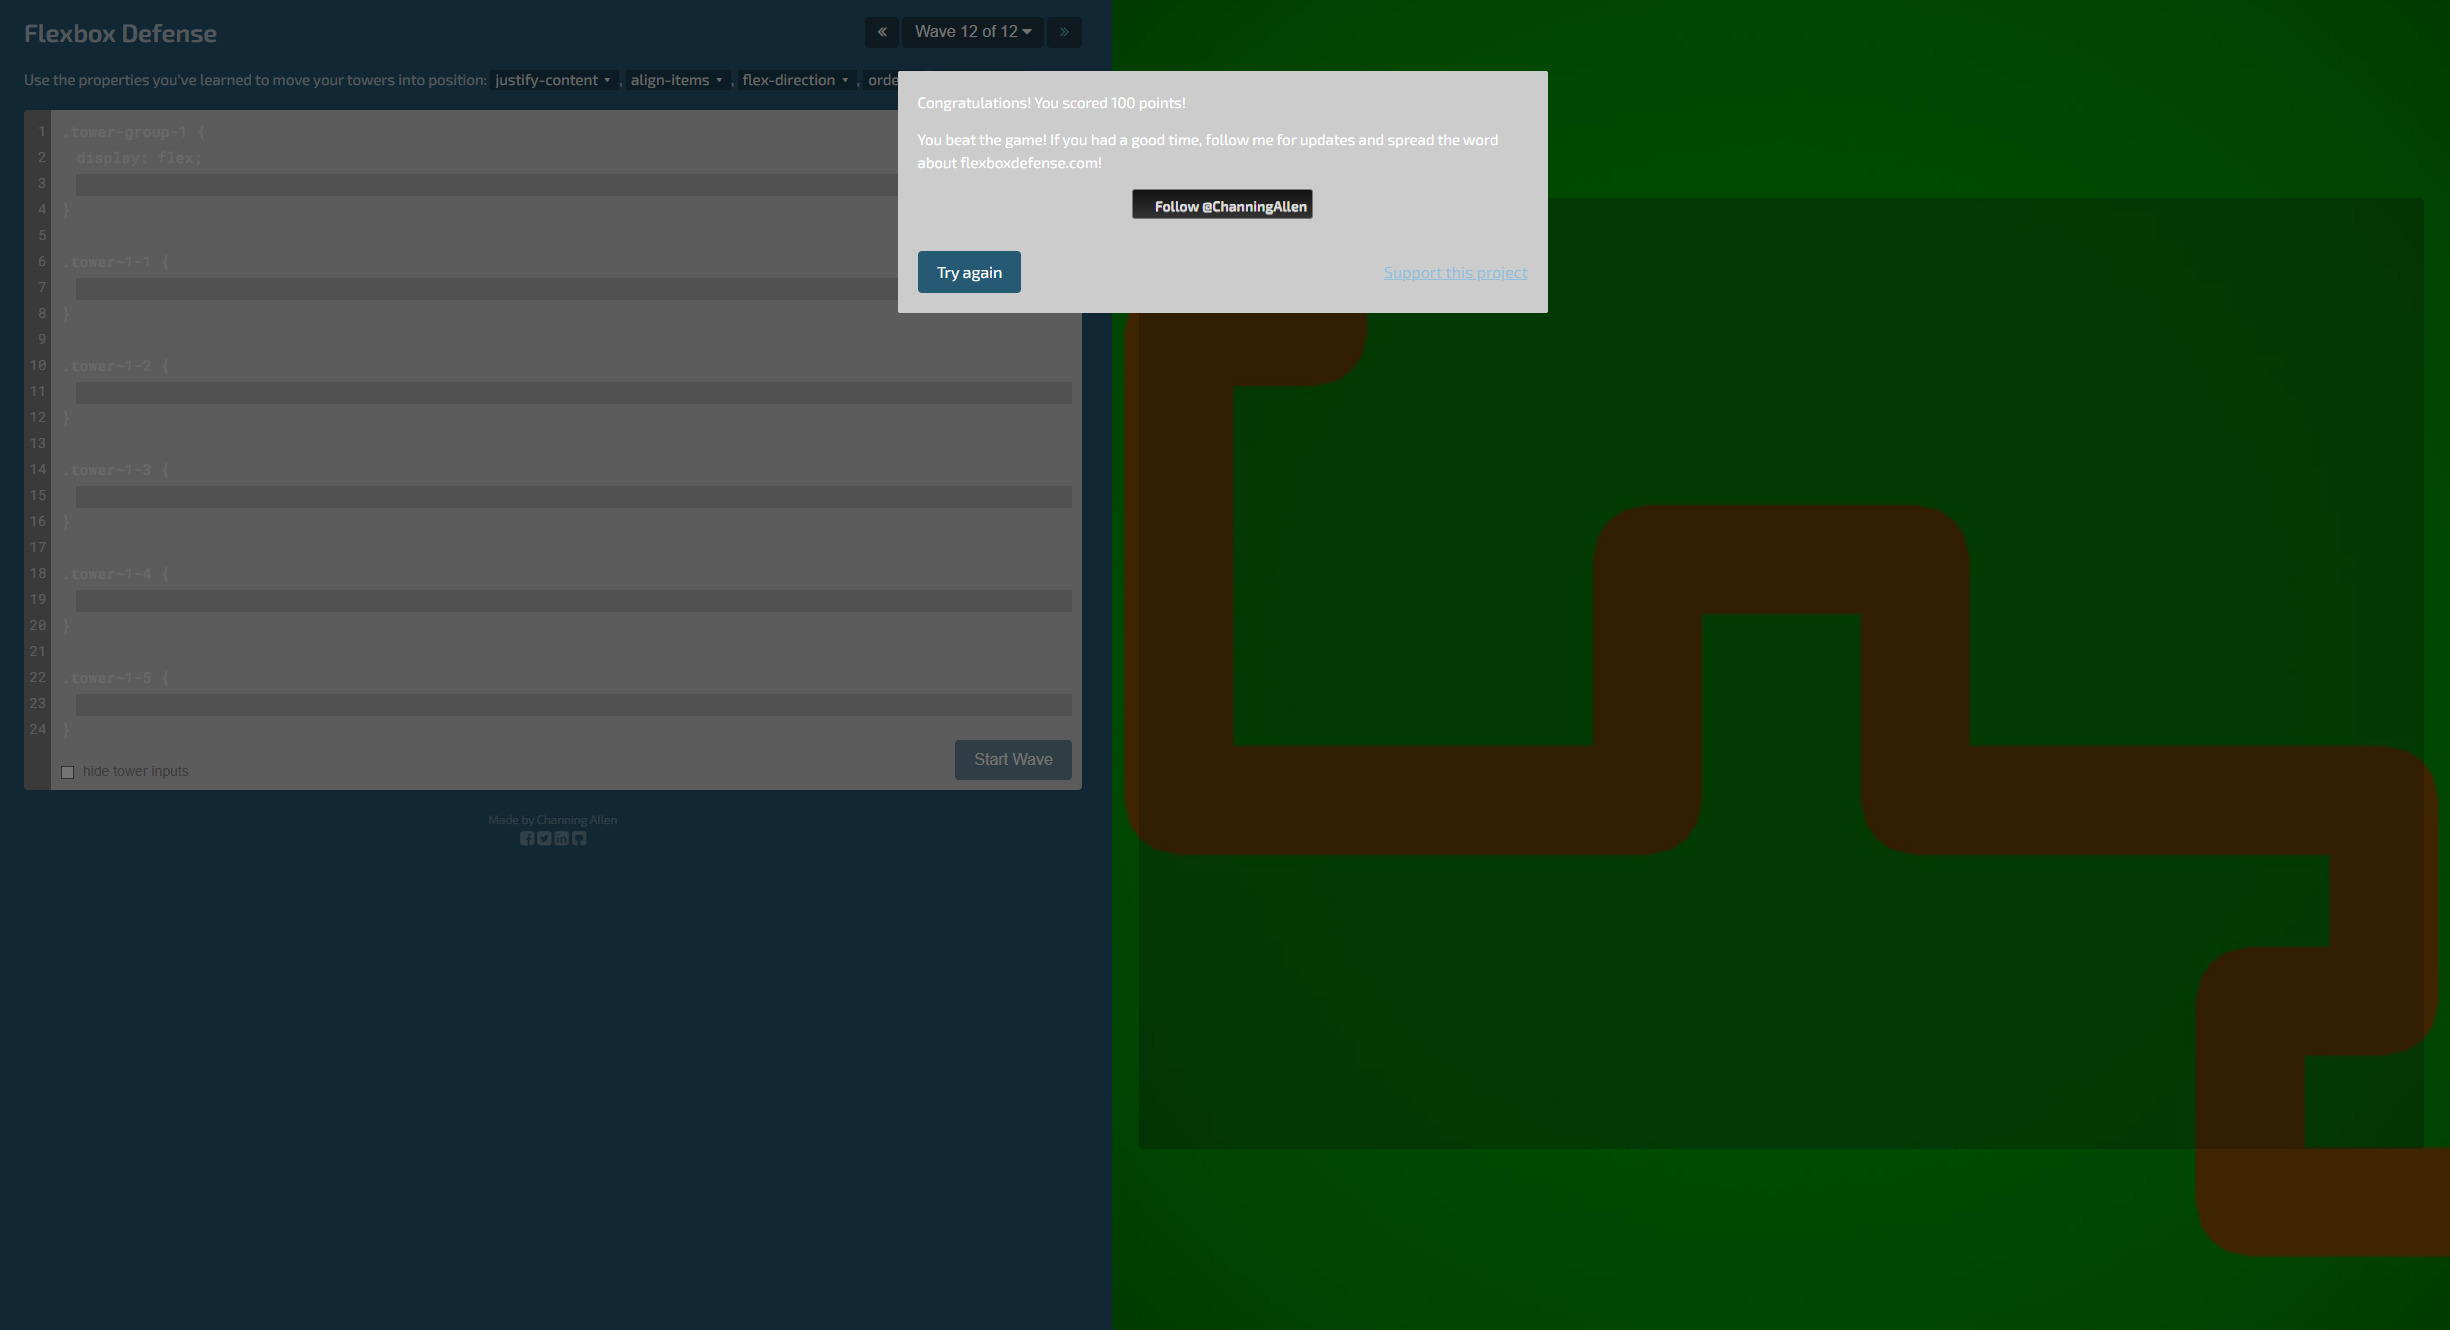 Flexbox Defense
« Wave 12 of 12 »
Use the properties you've learned to move your towers into position: justify-content , align-items , flex-direction , orde
1 .tower-group-1 {
2 display: flex;
3
4 }
5
6 .tower-1-1 {
7
8 }
9
10 .tower-1-2 {
11
12 }
13
14 .tower-1-3 {
15
16 }
17
18 .tower-1-4 {
19
20 }
21
22 .tower-1-5 {
23
24 }
hide tower inputs
Start Wave
Made by Channing Allen
Congratulations! You scored 100 points!
You beat the game! If you had a good time, follow me for updates and spread the word
about flexboxdefense.com!
Follow @ChanningAllen
Try again
Support this project